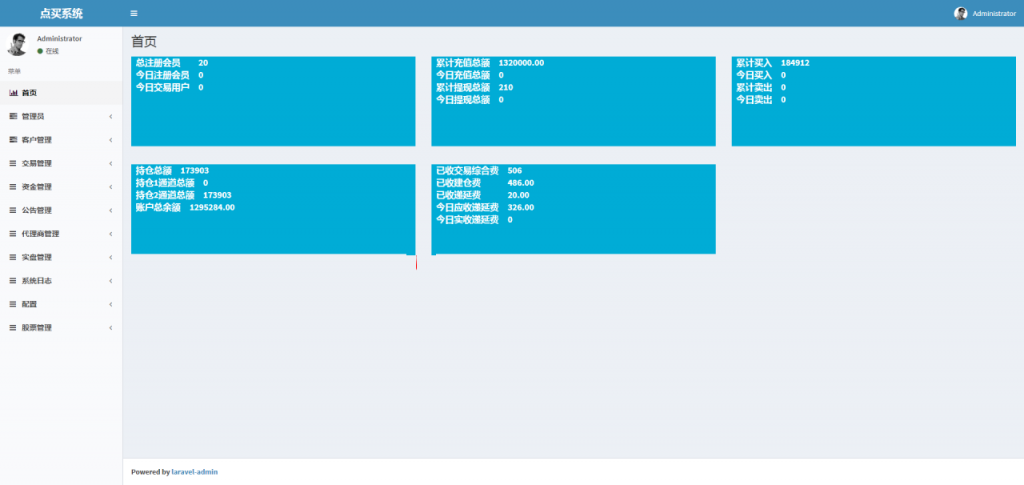 点买系统
Administrator
Administrator
在线
菜单
首页
管理员
客户管理
交易管理
资金管理
公告管理
代理商管理
实盘管理
系统日志
配置
股票管理
首页
总注册会员 20
今日注册会员 0
今日交易用户 0
累计充值总额 1320000.00
今日充值总额 0
累计提现总额 210
今日提现总额 0
累计买入 184912
今日买入 0
累计卖出 0
今日卖出 0
持仓总额 173903
持仓1通道总额 0
持仓2通道总额 173903
账户总余额 1295284.00
已收交易综合费 506
已收建仓费 486.00
已收递延费 20.00
今日应收递延费 326.00
今日实收递延费 0
Powered by laravel-admin